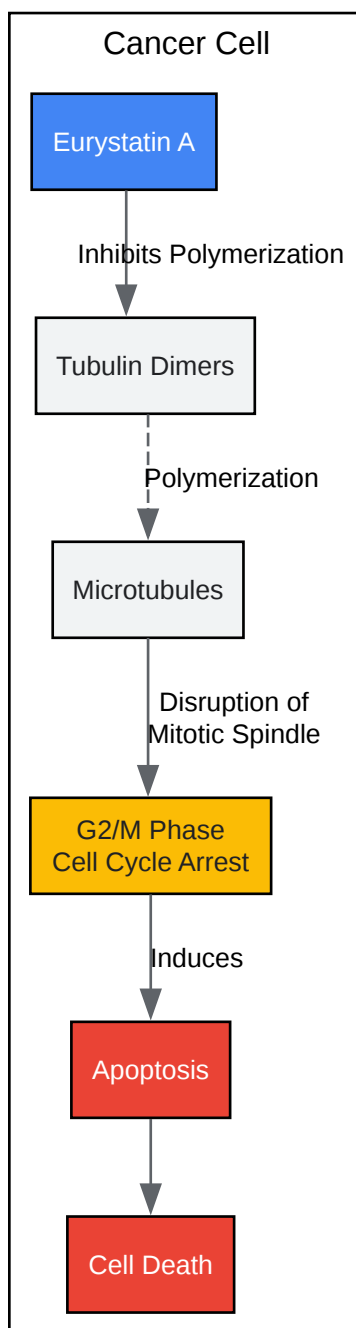 Cancer Cell
Eurystatin A
Inhibits Polymerization
Tubulin Dimers
Polymerization
Microtubules
Disruption of
Mitotic Spindle
G2/M Phase
Cell Cycle Arrest
Induces
Apoptosis
Cell Death